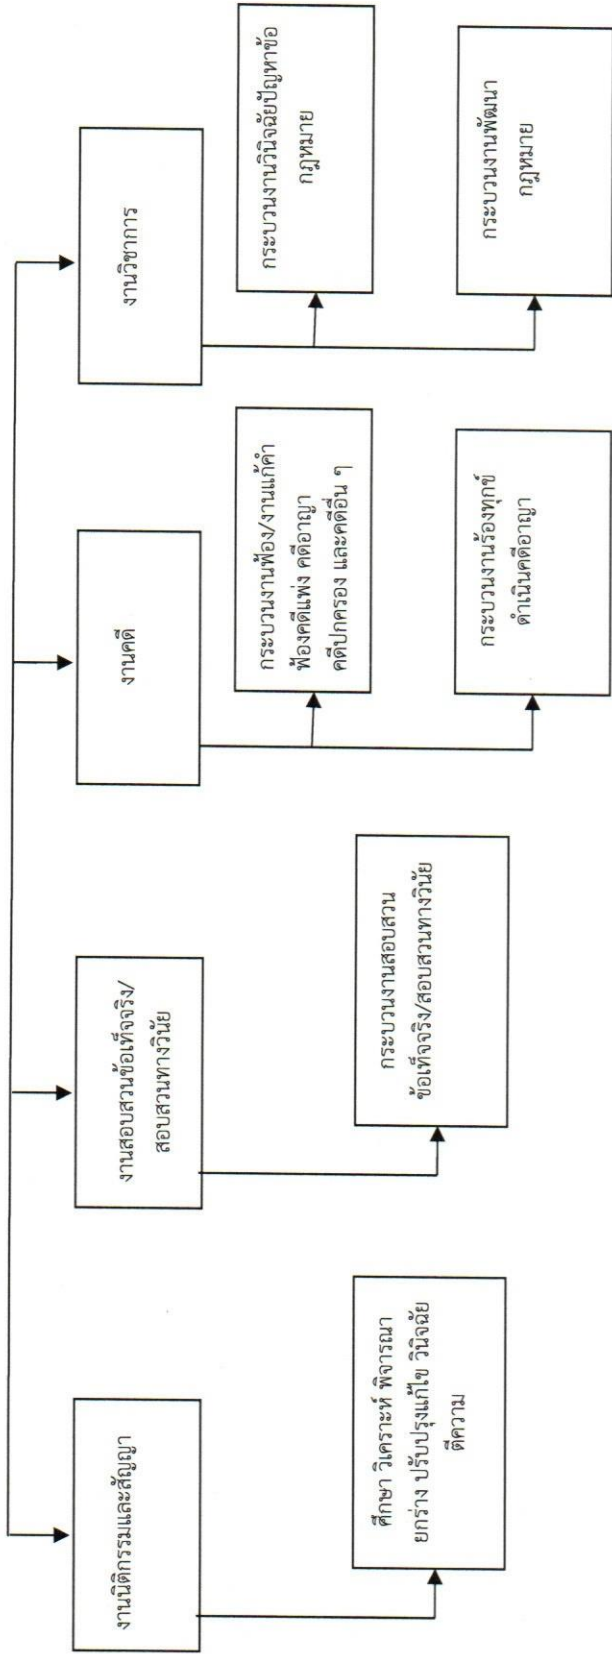 งานนิติกรรมและสัญญา
ศึกษา วิเคราะห์ พิจารณา
ยกร่าง ปรับปรุงแก้ไข วินิจฉัย
ตีความ
งานสอบสวนข้อเท็จจริง/
สอบสวนทางวินัย
กระบวนงานสอบสวน
ข้อเท็จจริง/สอบสวนทางวินัย
งานคดี
กระบวนงานฟ้อง/งานแก้คำ
ฟ้องคดีแพ่ง คดีอาญา
คดีปกครอง และคดีอื่น ๆ
กระบวนงานร้องทุกข์
ดำเนินคดีอาญา
งานวิชาการ
กระบวนงานวินิจฉัยปัญหาข้อ
กฎหมาย
กระบวนงานพัฒนา
กฎหมาย